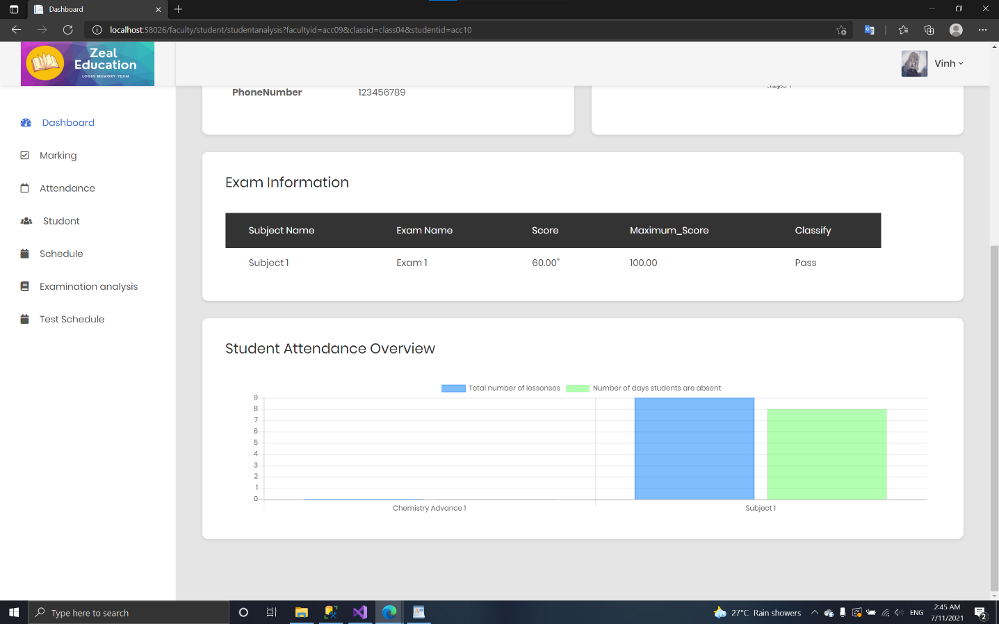 Dashboard
localhost:58026/faculty/student/studentanalysis?facultyid=acc09&classid=class04&studentid=acc10
Zeal
Education
LOGIN MEMORY TEAM
Vinh
PhoneNumber 123456789
Subject 1
Dashboard
Marking
Attendance
Student
Schedule
Examination analysis
Test Schedule
Exam Information
Subject Name Exam Name Score Maximum_Score Classify
Subject 1 Exam 1 60.00" 100.00 Pass
Student Attendance Overview
Total number of lessonses Number of days students are absent
9
8
7
6
5
4
3
2
1
0
Chemistry Advance 1 Subject 1
Type here to search
27°C Rain showers
ENG
2:45 AM
7/11/2021
2